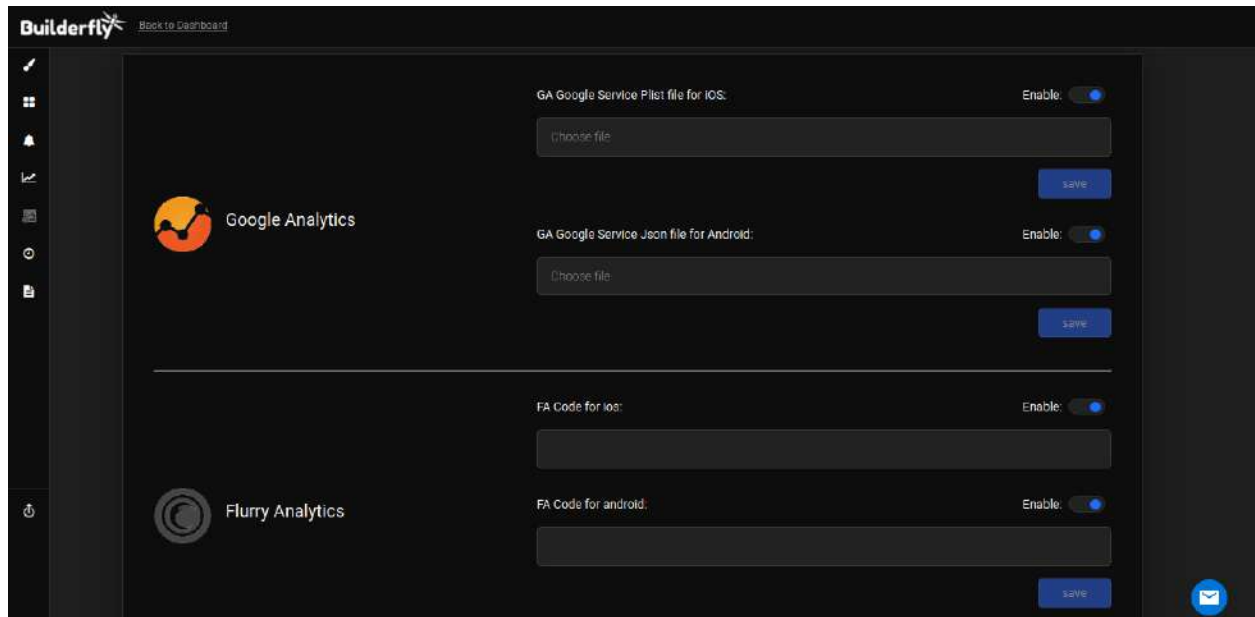 Builderfly Back to Dashboard
GA Google Service Plist file for iOS: Enable:
Choose file
save
Google Analytics
GA Google Service Json file for Android: Enable:
Choose file
save
FA Code for ios: Enable:
Flurry Analytics
FA Code for android: Enable:
save